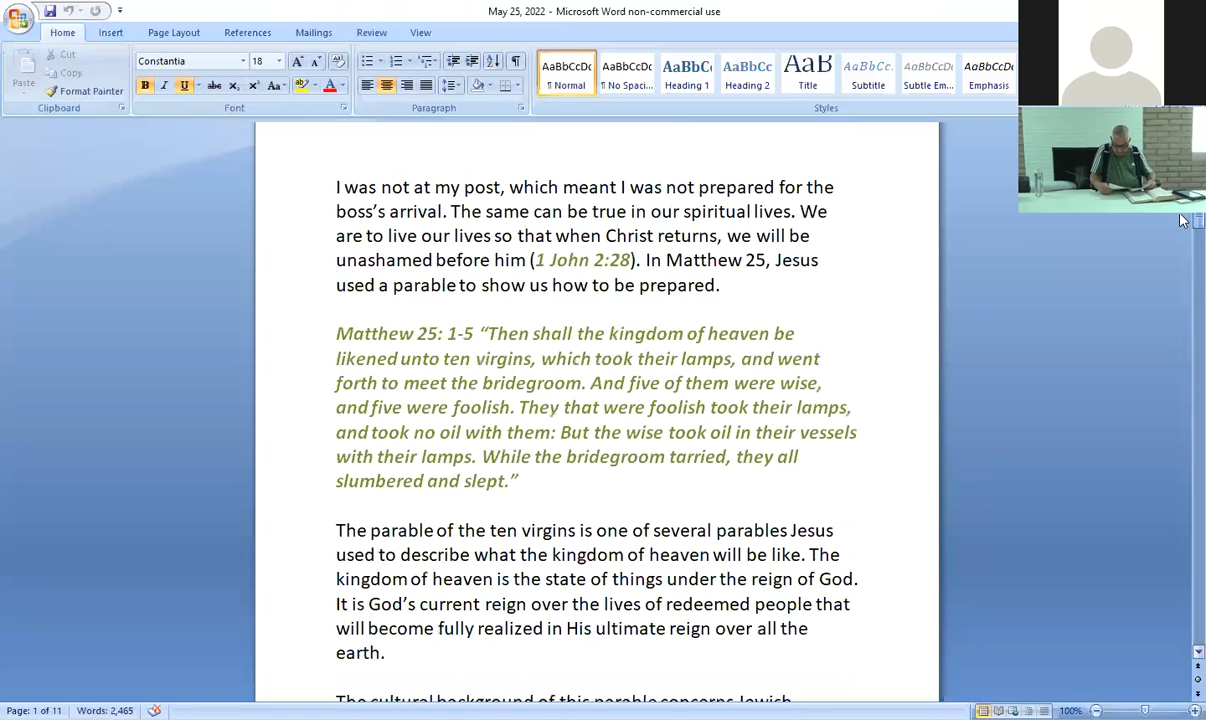 May 25, 2022 - Microsoft Word non-commercial use
Home Insert Page Layout References Mailings Review View
Cut
Copy
Paste
Format Painter
Clipboard
Constantia 18
Font
Paragraph
AaBbCcDc AaBbCcDc AaBbC AaBbCc AaB AaBbCcDc AaBbCcDc AaBbCcDc
¶ Normal ¶ No Spaci... Heading 1 Heading 2 Title Subtitle Subtle Em... Emphasis
Styles
I was not at my post, which meant I was not prepared for the
boss’s arrival. The same can be true in our spiritual lives. We
are to live our lives so that when Christ returns, we will be
unashamed before him (1 John 2:28). In Matthew 25, Jesus
used a parable to show us how to be prepared.
Matthew 25: 1-5 “Then shall the kingdom of heaven be
likened unto ten virgins, which took their lamps, and went
forth to meet the bridegroom. And five of them were wise,
and five were foolish. They that were foolish took their lamps,
and took no oil with them: But the wise took oil in their vessels
with their lamps. While the bridegroom tarried, they all
slumbered and slept.”
The parable of the ten virgins is one of several parables Jesus
used to describe what the kingdom of heaven will be like. The
kingdom of heaven is the state of things under the reign of God.
It is God’s current reign over the lives of redeemed people that
will become fully realized in His ultimate reign over all the
earth.
The cultural background of this parable concerns Jewish
Page: 1 of 11 Words: 2,465 100%